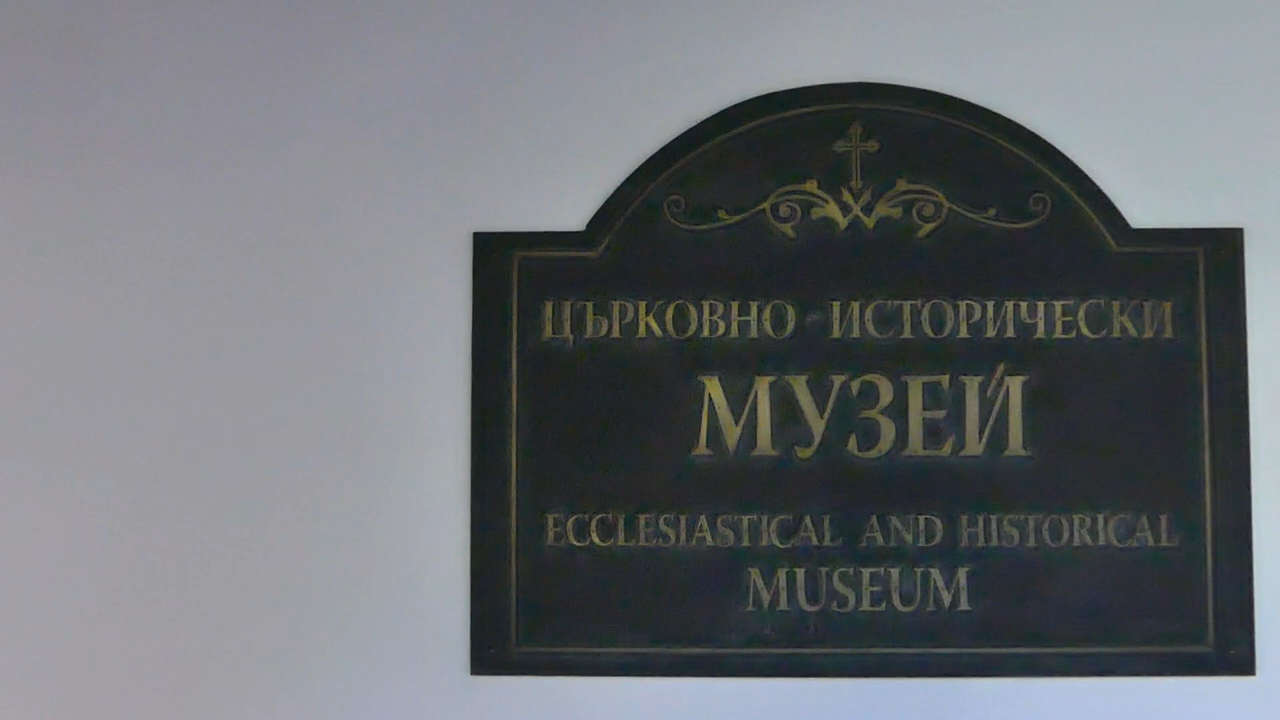 ЦЪРКОВНО - ИСТОРИЧЕСКИ
МУЗЕЙ
ECCLESIASTICAL AND HISTORICAL
MUSEUM